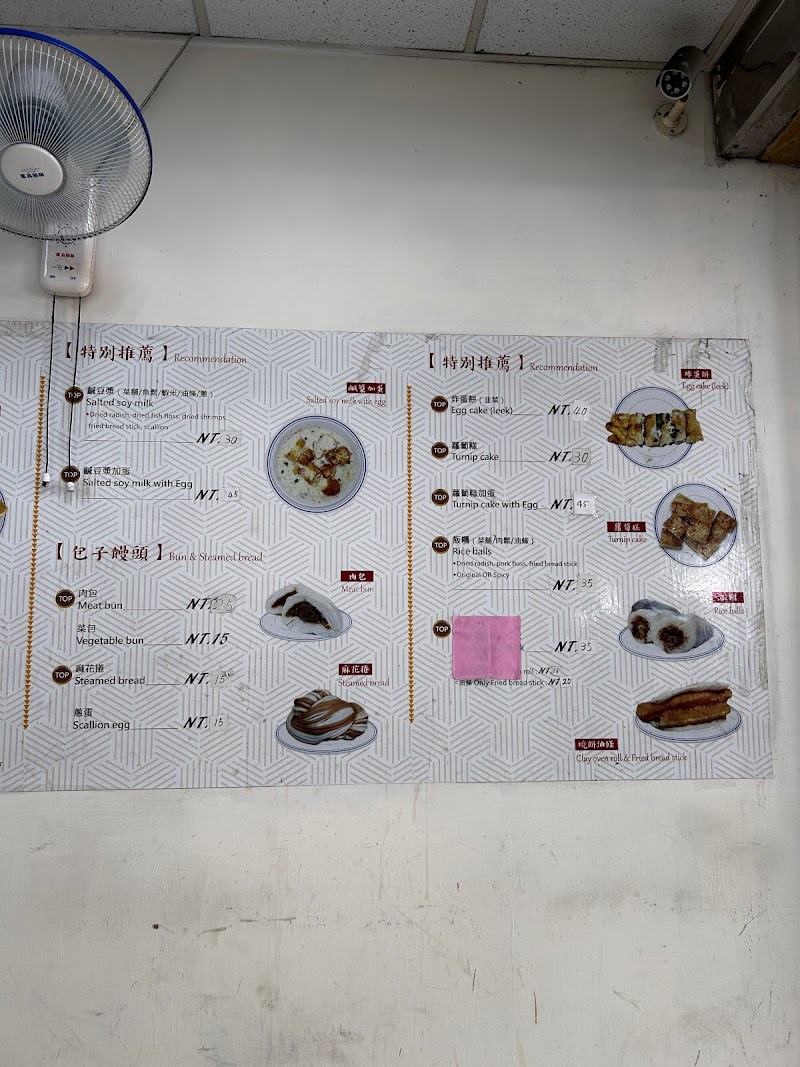 【特別推薦】Recommendation
TOP 鹹豆漿（菜脯/魚鬆/蝦米/油條/蔥）
Salted soy milk
•Dried radish, dried fish floss, dried shrimps,
fried bread stick, scallion
NT. 30
TOP 鹹豆漿加蛋
Salted soy milk with Egg
NT. 45
鹹漿加蛋
Salted soy milk with egg
【包子饅頭】Bun & Steamed bread
TOP 肉包
Meat bun NT. 25
菜包
Vegetable bun NT. 15
TOP 麻花捲
Steamed bread NT. 15
蔥蛋
Scallion egg NT. 15
肉包
Meat bun
麻花捲
Steamed bread
【特別推薦】Recommendation
TOP 炸蛋餅（韭菜）
Egg cake (leek) NT. 40
TOP 蘿蔔糕
Turnip cake NT. 30
TOP 蘿蔔糕加蛋
Turnip cake with Egg NT. 45
TOP 飯糰（菜脯/肉鬆/油條）
Rice balls
•Dried radish, pork floss, fried bread stick
•Original OR Spicy
NT. 35
TOP
NT. 35
roll : NT.
○油條 Only Fried bread stick : NT. 20
炸蛋餅
Egg cake (leek)
蘿蔔糕
Turnip cake
飯糰
Rice balls
燒餅油條
Clay oven roll & Fried bread stick